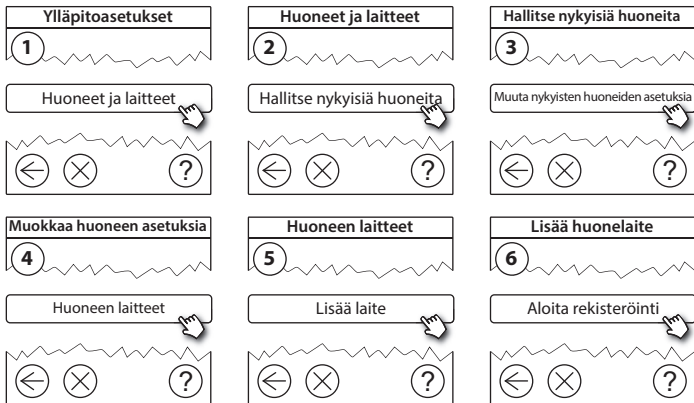 Ylläpitoasetukset
1
Huoneet ja laitteet
?
Huoneet ja laitteet
2
Hallitse nykyisiä huoneita
?
Hallitse nykyisiä huoneita
3
Muuta nykyisten huoneiden asetuksia
?
Muokkaa huoneen asetuksia
4
Huoneen laitteet
?
Huoneen laitteet
5
Lisää laite
?
Lisää huonelaite
6
Aloita rekisteröinti
?